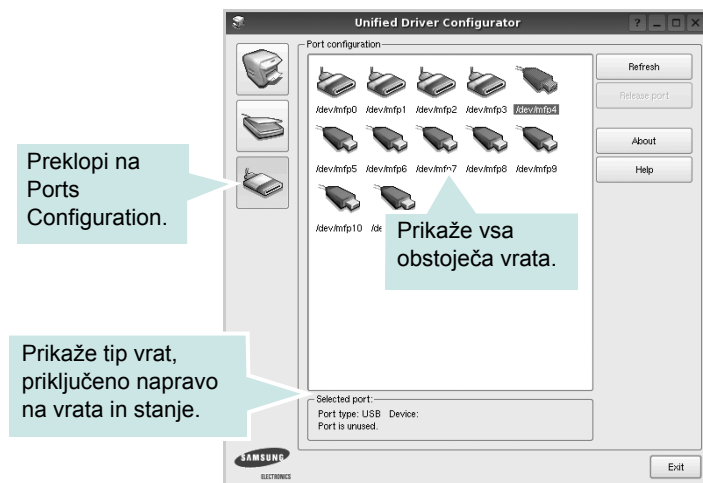 Unified Driver Configurator
Port configuration
/dev/mfp0 /dev/mfp1 /dev/mfp2 /dev/mfp3 /dev/mfp4
/dev/mfp5 /dev/mfp6 /dev/mfp7 /dev/mfp8 /dev/mfp9
/dev/mfp10
Refresh
Release port
About
Help
Preklopi na
Ports
Configuration.
Prikaže vsa
obstoječa vrata.
Prikaže tip vrat,
priključeno napravo
na vrata in stanje.
Selected port:
Port type: USB Device:
Port is unused.
SAMSUNG
ELECTRONICS
Exit